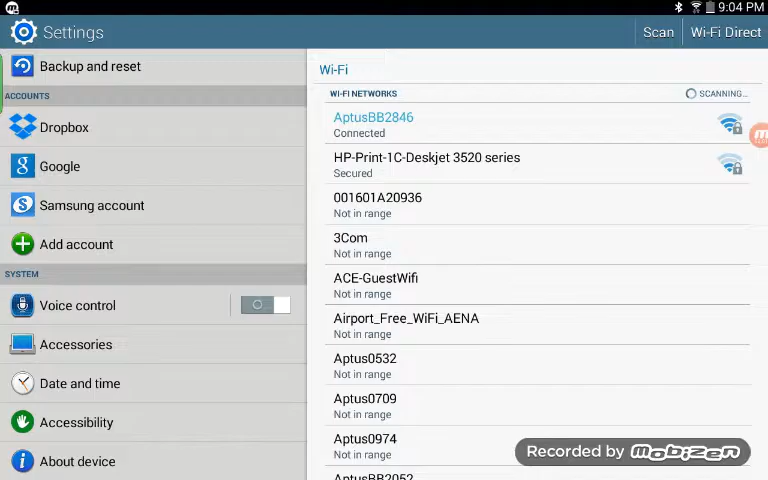 9:04 PM
Settings
Scan
Wi-Fi Direct
Backup and reset
ACCOUNTS
Dropbox
Google
Samsung account
Add account
SYSTEM
Voice control
Accessories
Date and time
Accessibility
About device
Wi-Fi
WI-FI NETWORKS
SCANNING...
AptusBB2846
Connected
HP-Print-1C-Deskjet 3520 series
Secured
001601A20936
Not in range
3Com
Not in range
ACE-GuestWifi
Not in range
Airport_Free_WiFi_AENA
Not in range
Aptus0532
Not in range
Aptus0709
Not in range
Aptus0974
Not in range
AptusBB2052
Recorded by mobizen